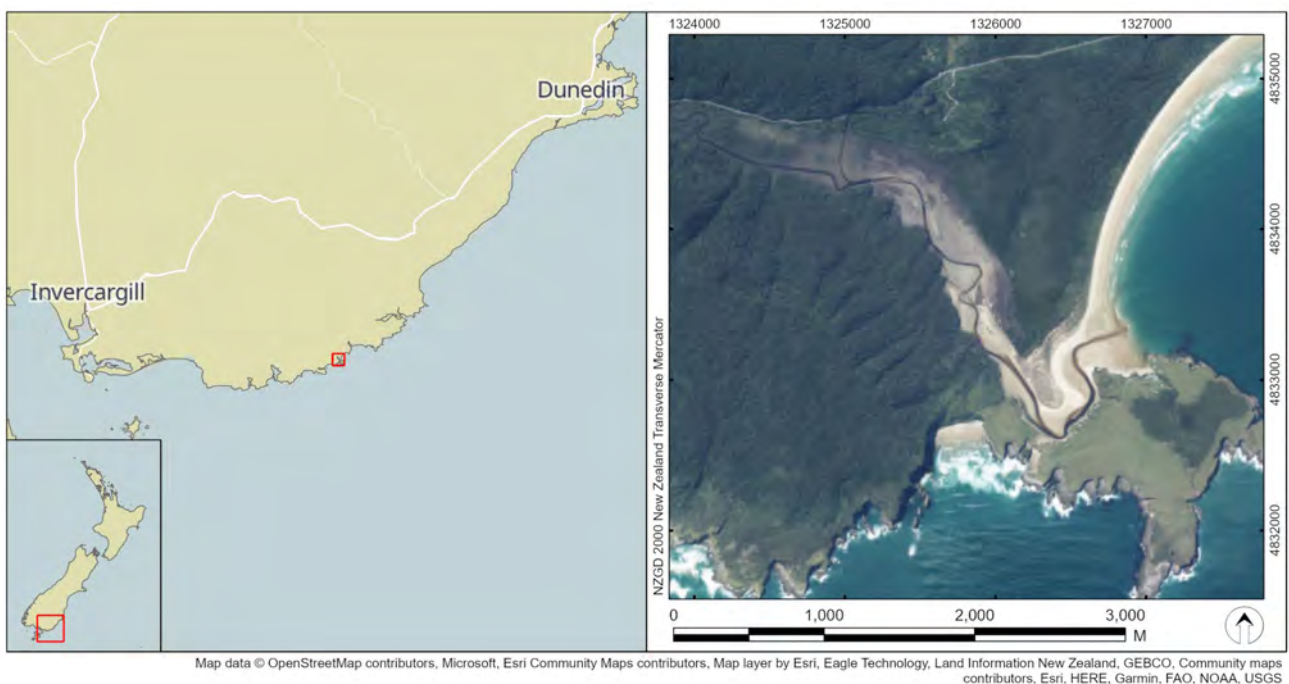 1324000 1325000 1326000 1327000
Dunedin
Invercargill
4835000
4834000
4833000
4832000
NZGD 2000 New Zealand Transverse Mercator
0 1,000 2,000 3,000
M
Map data © OpenStreetMap contributors, Microsoft, Esri Community Maps contributors, Map layer by Esri, Eagle Technology, Land Information New Zealand, GEBCO, Community maps
contributors, Esri, HERE, Garmin, FAO, NOAA, USGS